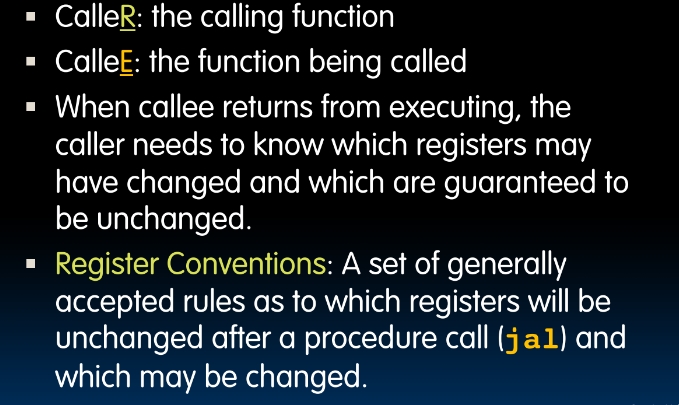 ▪ CalleR: the calling function
▪ CalleE: the function being called
▪ When callee returns from executing, the
caller needs to know which registers may
have changed and which are guaranteed to
be unchanged.
▪ Register Conventions: A set of generally
accepted rules as to which registers will be
unchanged after a procedure call (jal) and
which may be changed.